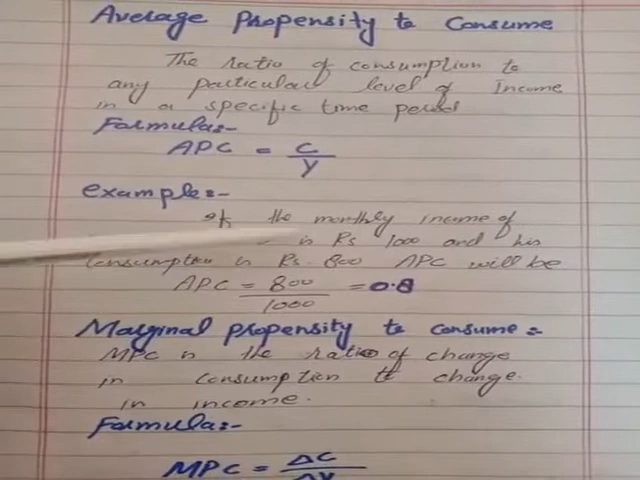 Average Propensity to Consume
The ratio of consumption to
any particular level of Income
in a specific time period
Formula:-
APC = C/Y
Example:-
If the monthly income of
is Rs 1000 and his
Consumption is Rs. 800 APC will be
APC = 800/1000 = 0.8
Marginal propensity to consume:-
MPC is the ratio of change
in Consumption to change
in income.
Formula:-
MPC = ΔC/ΔY